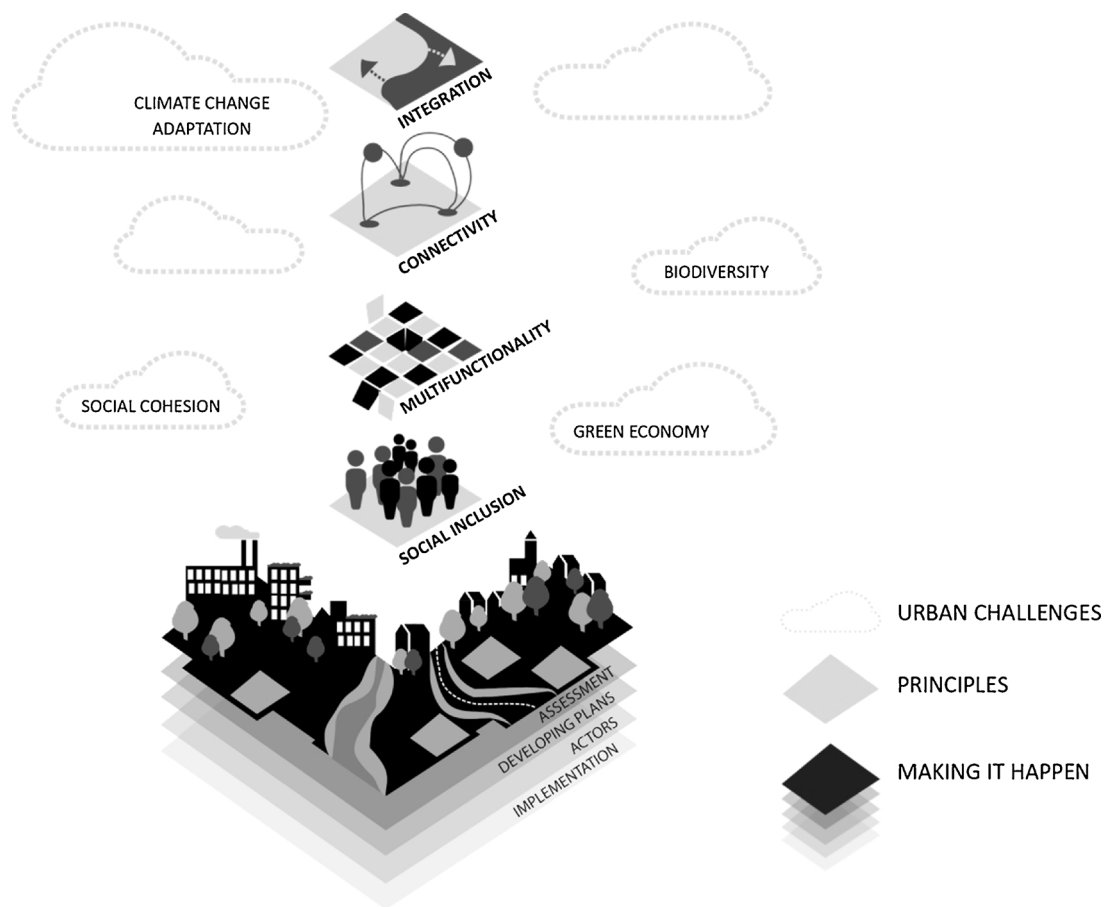 CLIMATE CHANGE
ADAPTATION
INTEGRATION
CONNECTIVITY
BIODIVERSITY
MULTIFUNCTIONALITY
SOCIAL COHESION
GREEN ECONOMY
SOCIAL INCLUSION
ASSESSMENT
DEVELOPING PLANS
ACTORS
IMPLEMENTATION
URBAN CHALLENGES
PRINCIPLES
MAKING IT HAPPEN